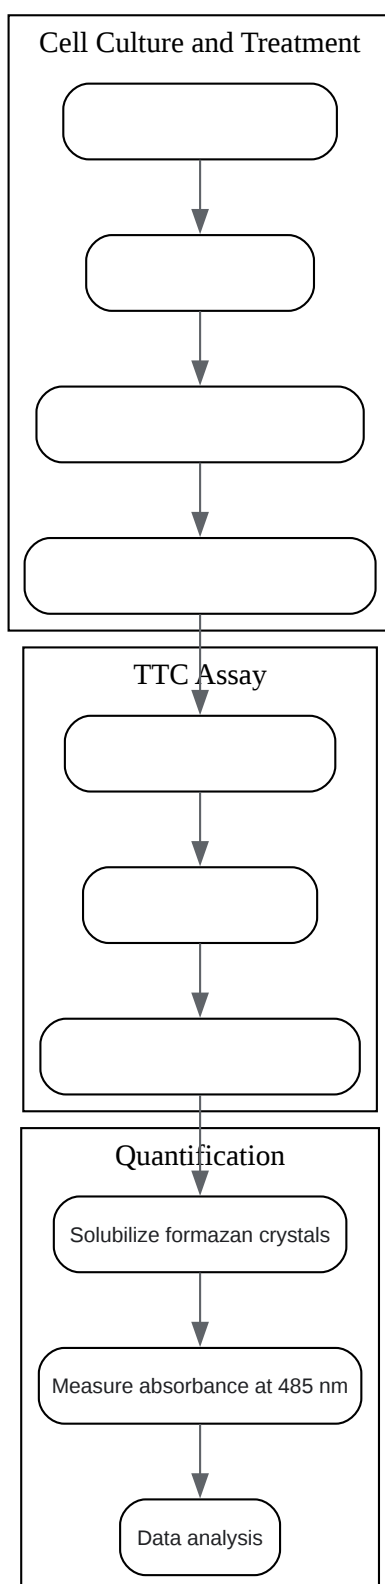 Cell Culture and Treatment
TTC Assay
Quantification
Solubilize formazan crystals
Measure absorbance at 485 nm
Data analysis